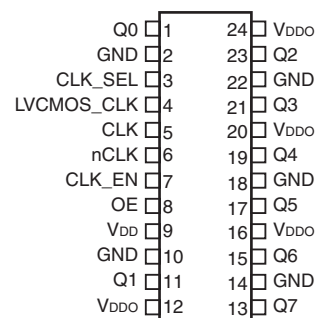 Q0 1 24 VDDO
GND 2 23 Q2
CLK_SEL 3 22 GND
LVCMOS_CLK 4 21 Q3
CLK 5 20 VDDO
nCLK 6 19 Q4
CLK_EN 7 18 GND
OE 8 17 Q5
VDD 9 16 VDDO
GND 10 15 Q6
Q1 11 14 GND
VDDO 12 13 Q7